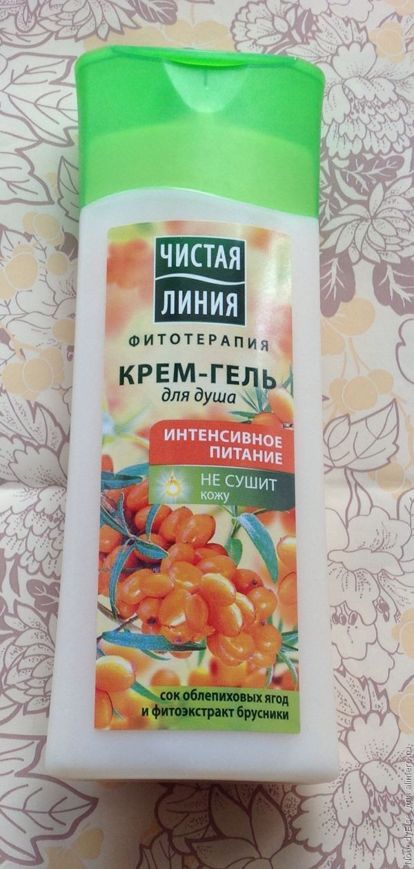 ЧИСТАЯ
ЛИНИЯ
ФИТОТЕРАПИЯ
КРЕМ-ГЕЛЬ
для душа
ИНТЕНСИВНОЕ
ПИТАНИЕ
НЕ СУШИТ
кожу
сок облепиховых ягод
и фитоэкстракт брусники